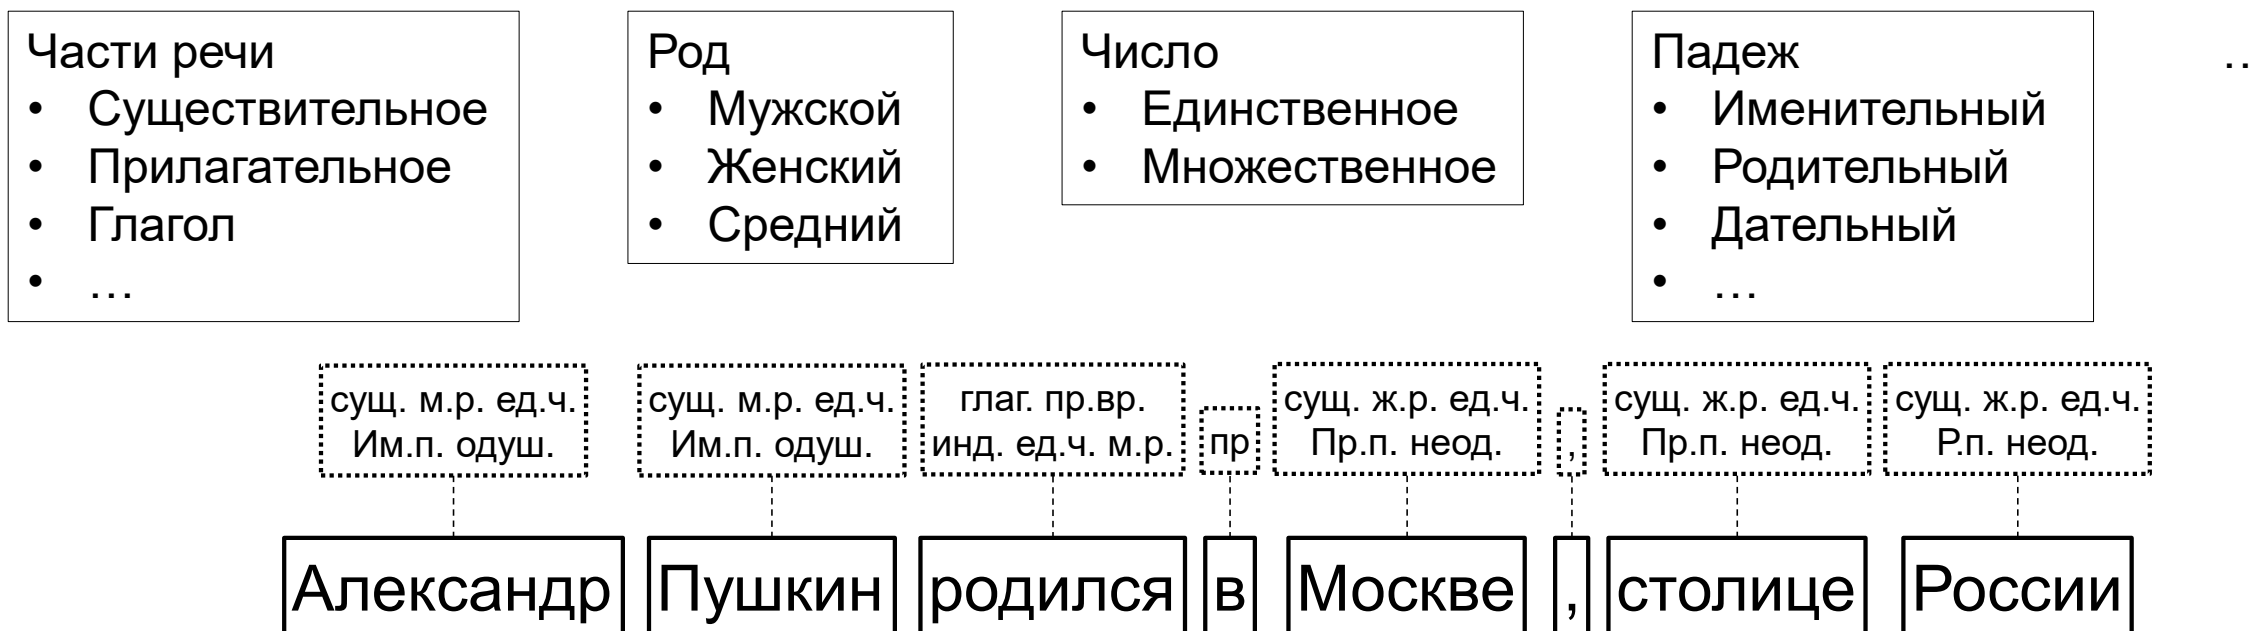 Части речи
• Существительное
• Прилагательное
• Глагол
• …
Род
• Мужской
• Женский
• Средний
Число
• Единственное
• Множественное
Падеж
• Именительный
• Родительный
• Дательный
• …
..
сущ. м.р. ед.ч.
Им.п. одуш.
сущ. м.р. ед.ч.
Им.п. одуш.
глаг. пр.вр.
инд. ед.ч. м.р.
пр
сущ. ж.р. ед.ч.
Пр.п. неод.
,
сущ. ж.р. ед.ч.
Пр.п. неод.
сущ. ж.р. ед.ч.
Р.п. неод.
Александр Пушкин родился в Москве , столице России